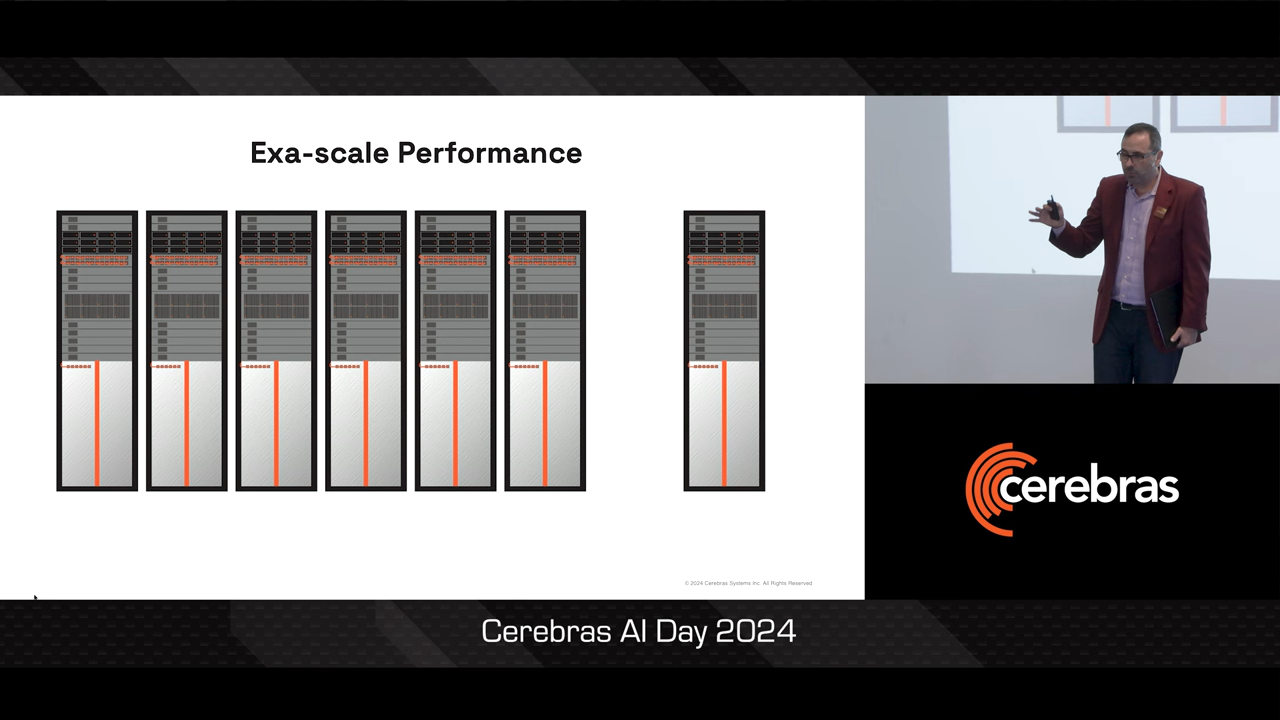 Exa-scale Performance
© 2024 Cerebras Systems Inc. All Rights Reserved
cerebras
Cerebras AI Day 2024